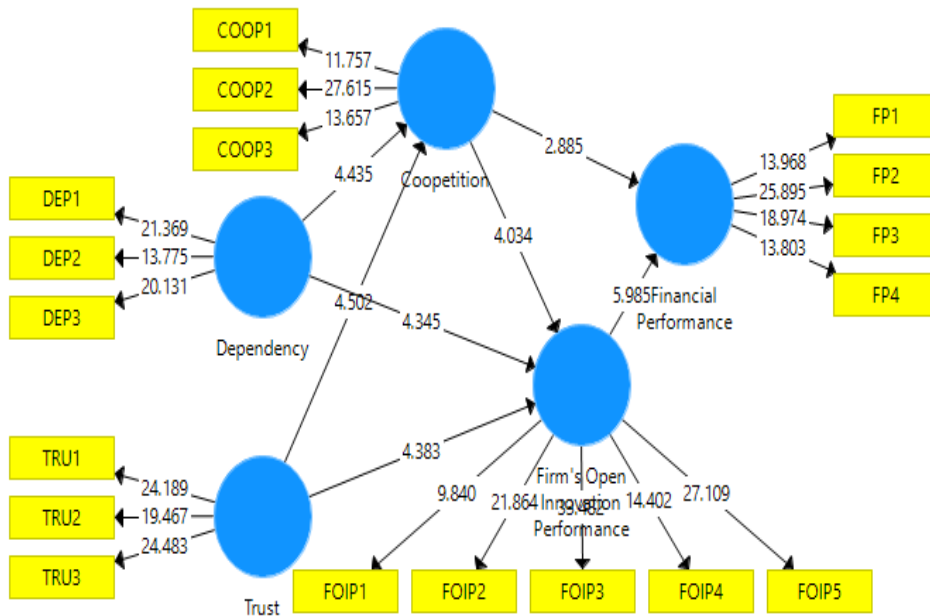 COOP1
11.757
COOP2
27.615
COOP3
13.657
Coopetition
2.885
FP1
13.968
FP2
25.895
FP3
18.974
FP4
13.803
4.435
DEP1
21.369
DEP2
13.775
DEP3
20.131
Dependency
4.034
4.502
4.345
5.985
Financial
Performance
TRU1
24.189
TRU2
19.467
TRU3
24.483
Trust
4.383
Firm's Open
Innovation
Performance
9.840
21.864
14.402
27.109
FOIP1
FOIP2
FOIP3
FOIP4
FOIP5